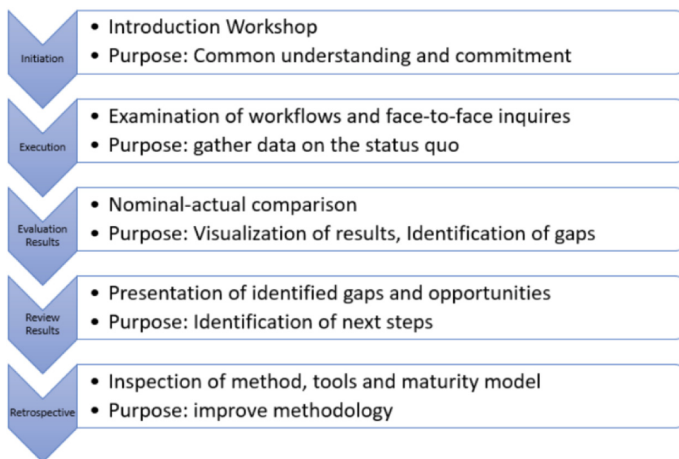 Initiation
• Introduction Workshop
• Purpose: Common understanding and commitment
Execution
• Examination of workflows and face-to-face inquires
• Purpose: gather data on the status quo
Evaluation
Results
• Nominal-actual comparison
• Purpose: Visualization of results, Identification of gaps
Review
Results
• Presentation of identified gaps and opportunities
• Purpose: Identification of next steps
Retrospective
• Inspection of method, tools and maturity model
• Purpose: improve methodology